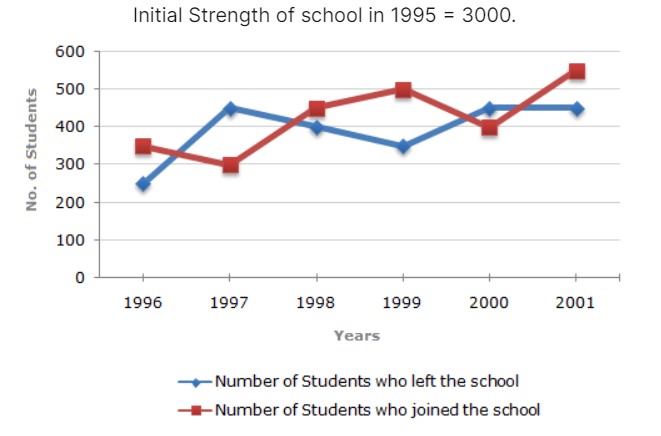 Initial Strength of school in 1995 = 3000.
600
500
400
300
200
100
0
No. of Students
1996 1997 1998 1999 2000 2001
Years
Number of Students who left the school
Number of Students who joined the school